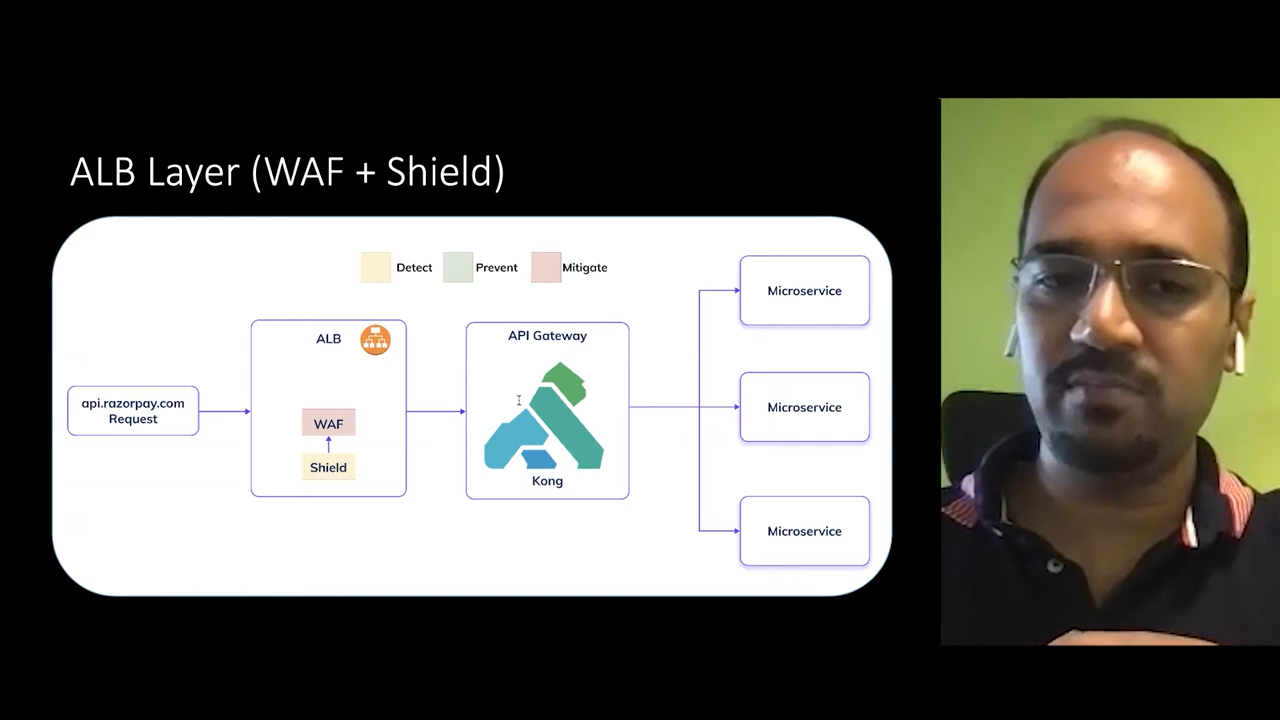 ALB Layer (WAF + Shield)
Detect
Prevent
Mitigate
api.razorpay.com
Request
ALB
WAF
Shield
API Gateway
Kong
Microservice
Microservice
Microservice